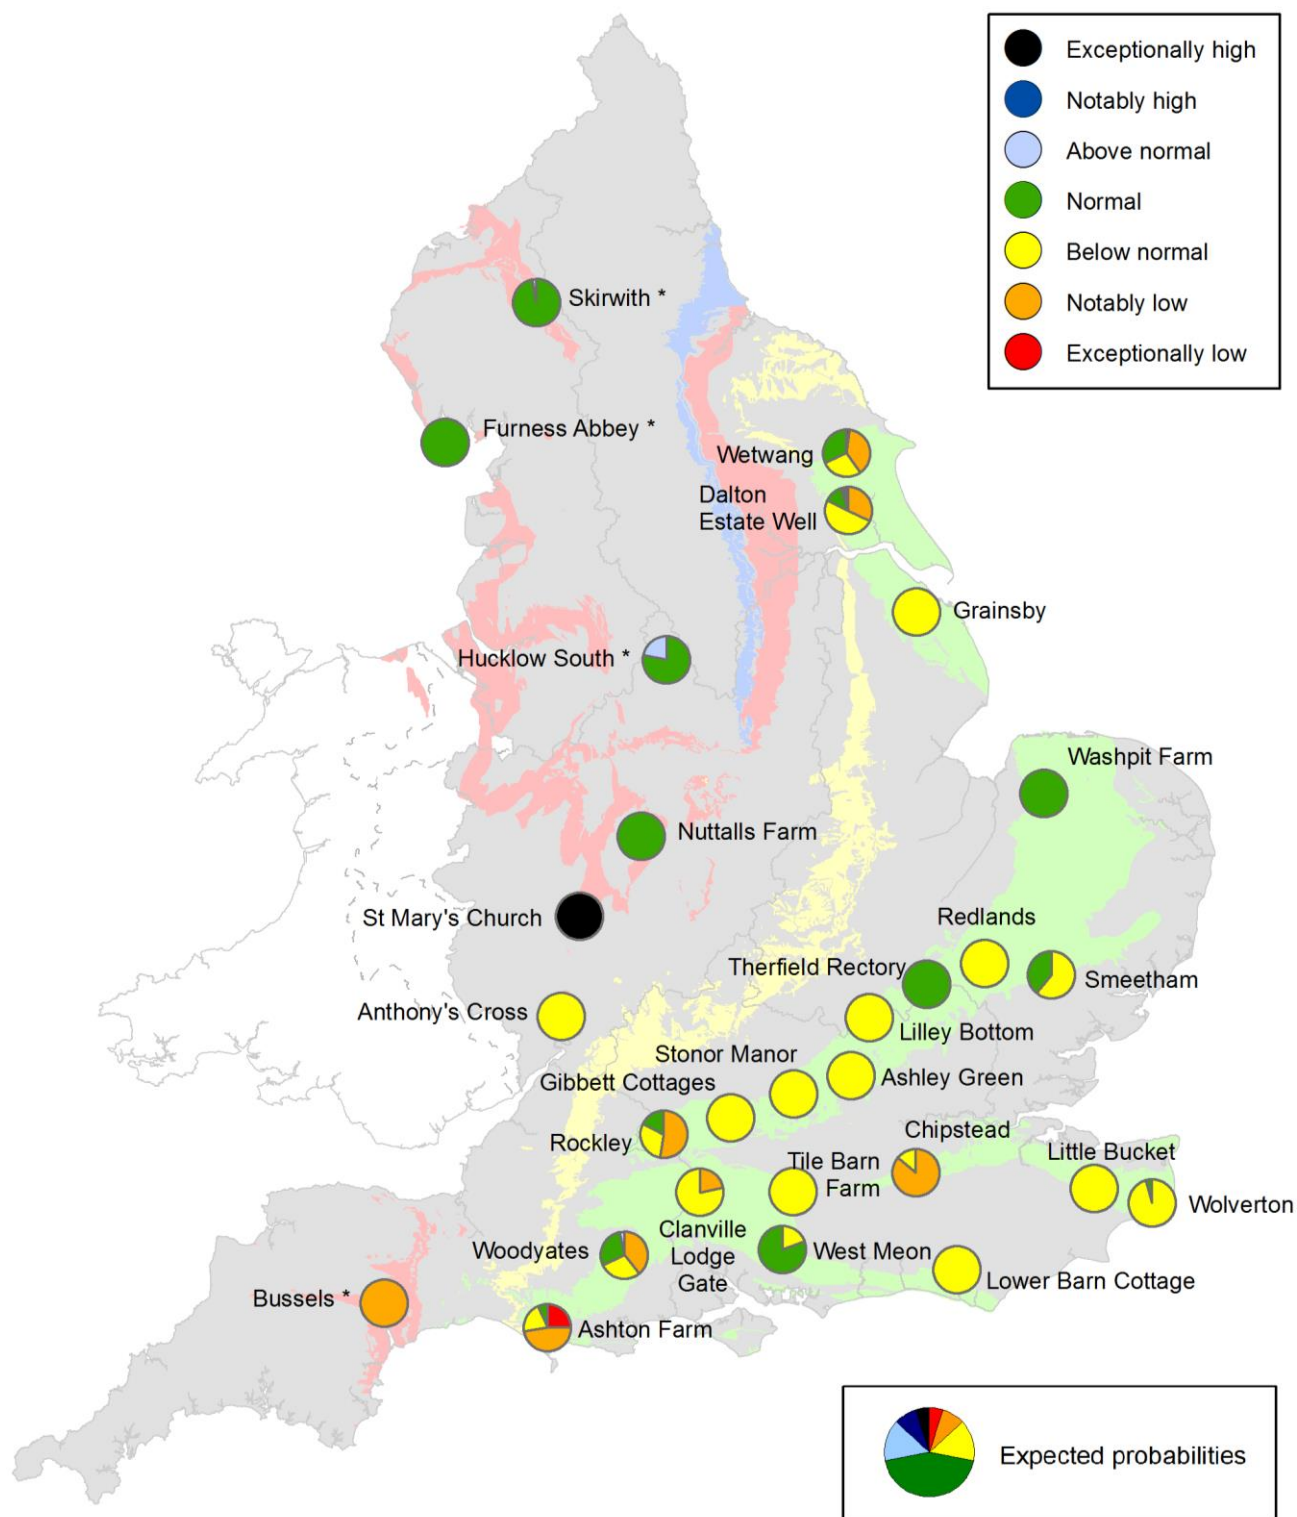 Exceptionally high
Notably high
Above normal
Normal
Below normal
Notably low
Exceptionally low
Skirwith *
Furness Abbey *
Wetwang
Dalton
Estate Well
Grainsby
Hucklow South *
Washpit Farm
Nuttalls Farm
St Mary's Church
Redlands
Therfield Rectory
Smeetham
Anthony's Cross
Lilley Bottom
Stonor Manor
Ashley Green
Gibbett Cottages
Chipstead
Rockley
Little Bucket
Tile Barn
Farm
Wolverton
Clanville
Lodge
Gate
Woodyates
West Meon
Lower Barn Cottage
Bussels *
Ashton Farm
Expected probabilities